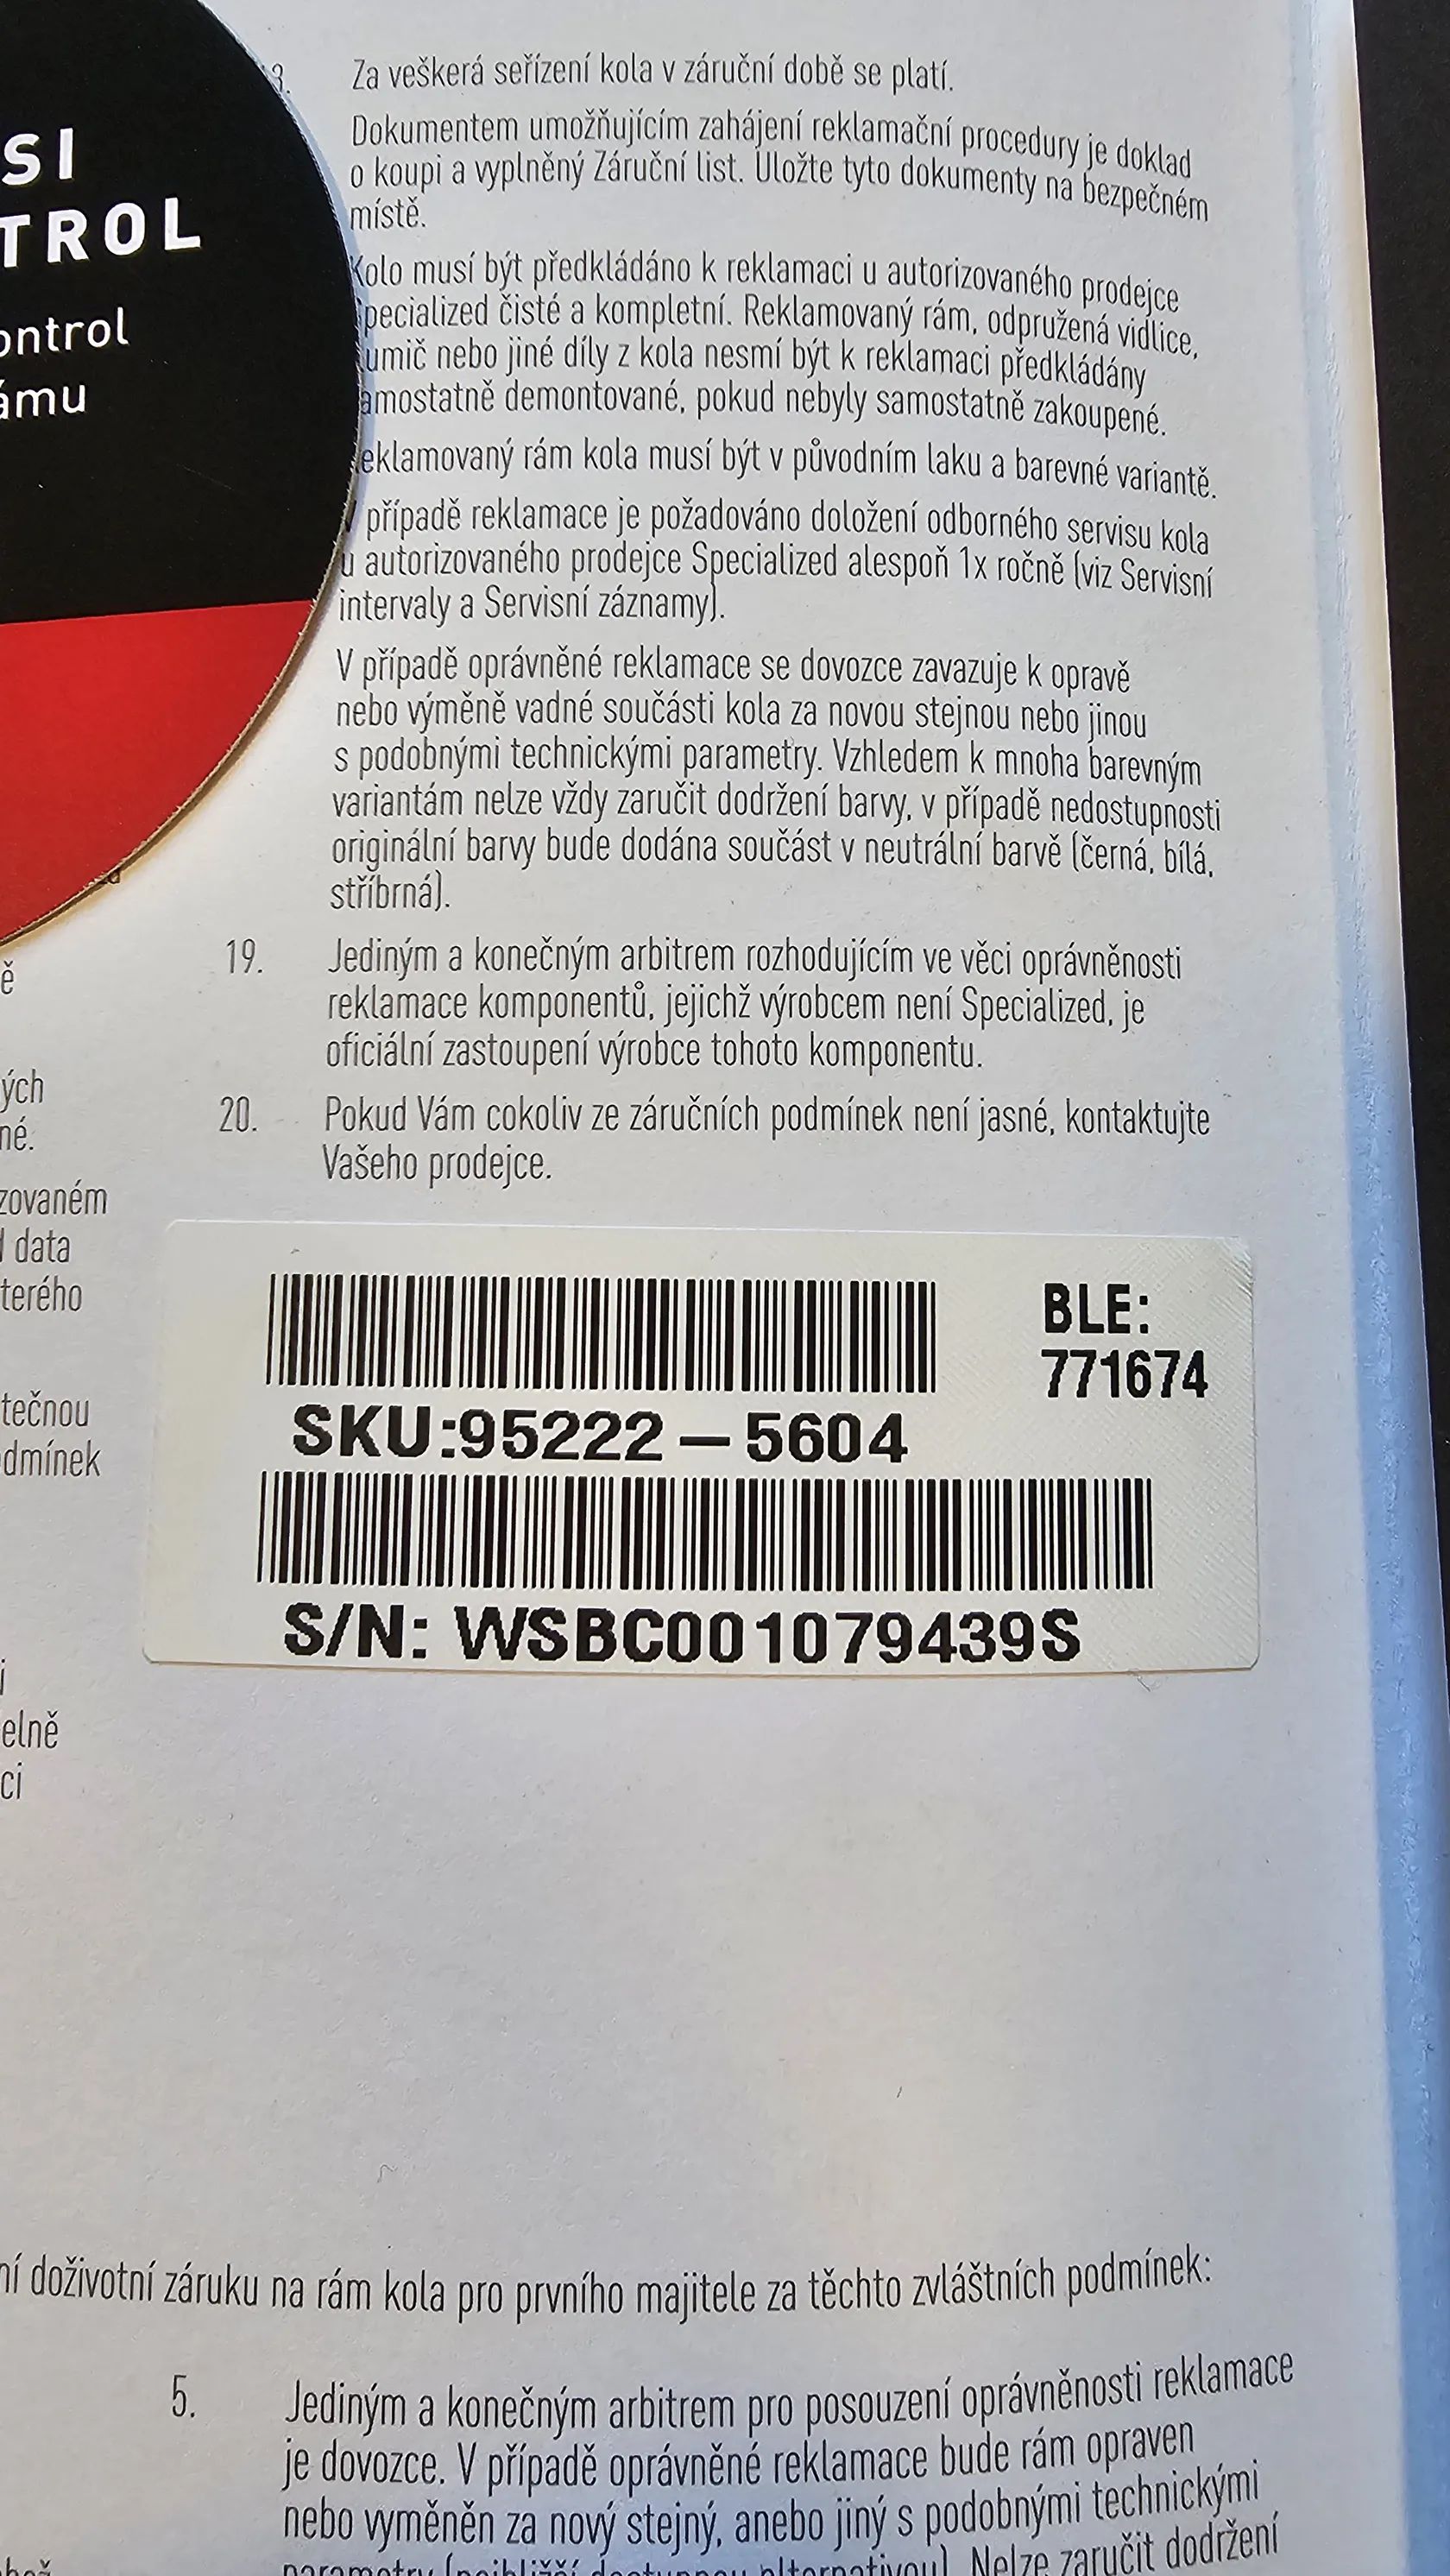 SI
TROL
ontrol
ámu
3. Za veškerá seřízení kola v záruční době se platí.
Dokumentem umožňujícím zahájení reklamační procedury je doklad
o koupi a vyplněný Záruční list. Uložte tyto dokumenty na bezpečném
místě.
Kolo musí být předkládáno k reklamaci u autorizovaného prodejce
pecialized čisté a kompletní. Reklamovaný rám, odpružená vidlice,
umič nebo jiné díly z kola nesmí být k reklamaci předkládány
amostatně demontované, pokud nebyly samostatně zakoupené.
eklamovaný rám kola musí být v původním laku a barevné variantě.
V případě reklamace je požadováno doložení odborného servisu kola
u autorizovaného prodejce Specialized alespoň 1x ročně (viz Servisní
intervaly a Servisní záznamy).
V případě oprávněné reklamace se dovozce zavazuje k opravě
nebo výměně vadné součásti kola za novou stejnou nebo jinou
s podobnými technickými parametry. Vzhledem k mnoha barevným
variantám nelze vždy zaručit dodržení barvy, v případě nedostupnosti
originální barvy bude dodána součást v neutrální barvě (černá, bílá,
stříbrná).
19. Jediným a konečným arbitrem rozhodujícím ve věci oprávněnosti
reklamace komponentů, jejichž výrobcem není Specialized, je
oficiální zastoupení výrobce tohoto komponentu.
20. Pokud Vám cokoliv ze záručních podmínek není jasné, kontaktujte
Vašeho prodejce.
ě
ých
né.
zovaném
data
terého
tečnou
dmínek
elně
ci
BLE:
771674
SKU:95222-5604
S/N: WSBC001079439S
ní doživotní záruku na rám kola pro prvního majitele za těchto zvláštních podmínek:
5. Jediným a konečným arbitrem pro posouzení oprávněnosti reklamace
je dovozce. V případě oprávněné reklamace bude rám opraven
nebo vyměněn za nový stejný, anebo jiný s podobnými technickými
parametry (nejbližší dostupnou alternativou). Nelze zaručit dodržení